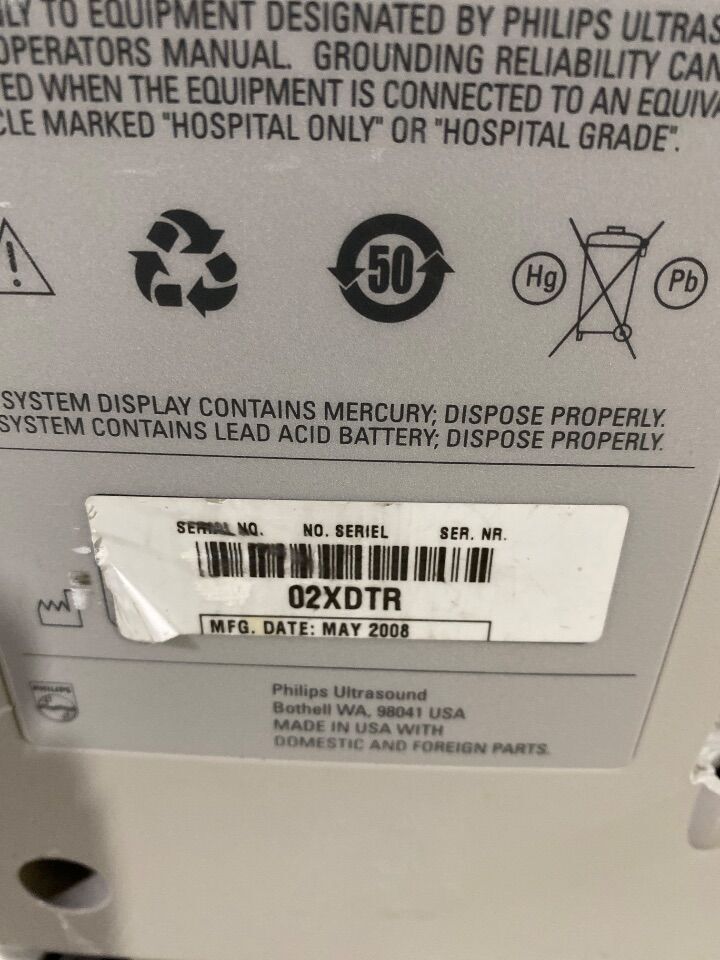 LY TO EQUIPMENT DESIGNATED BY PHILIPS ULTRAS
OPERATORS MANUAL. GROUNDING RELIABILITY CAN
ED WHEN THE EQUIPMENT IS CONNECTED TO AN EQUIVA
CLE MARKED "HOSPITAL ONLY" OR "HOSPITAL GRADE".
50
Hg
Pb
SYSTEM DISPLAY CONTAINS MERCURY; DISPOSE PROPERLY.
SYSTEM CONTAINS LEAD ACID BATTERY; DISPOSE PROPERLY.
SERIAL NO. NO. SERIEL SER. NR.
02XDTR
MFG. DATE: MAY 2008
PHILIPS
Philips Ultrasound
Bothell WA, 98041 USA
MADE IN USA WITH
DOMESTIC AND FOREIGN PARTS.